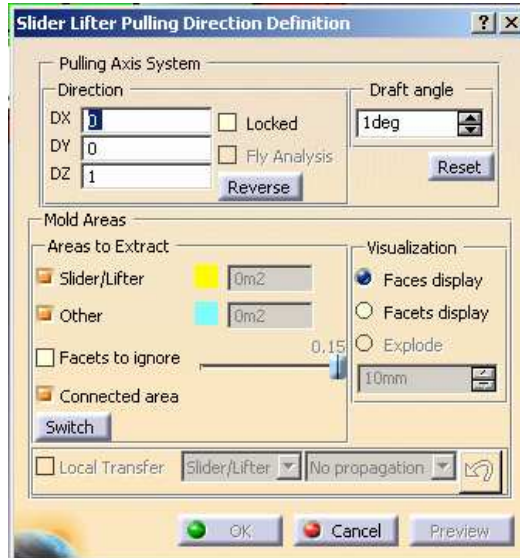 Slider Lifter Pulling Direction Definition
Pulling Axis System
Direction
Draft angle
DX 0
Locked
1deg
DY 0
Fly Analysis
DZ 1
Reverse
Reset
Mold Areas
Areas to Extract
Visualization
Slider/Lifter 0m2
Faces display
Other 0m2
Facets display
Facets to ignore 0.15
Explode
10mm
Connected area
Switch
Local Transfer Slider/Lifter No propagation
OK Cancel Preview